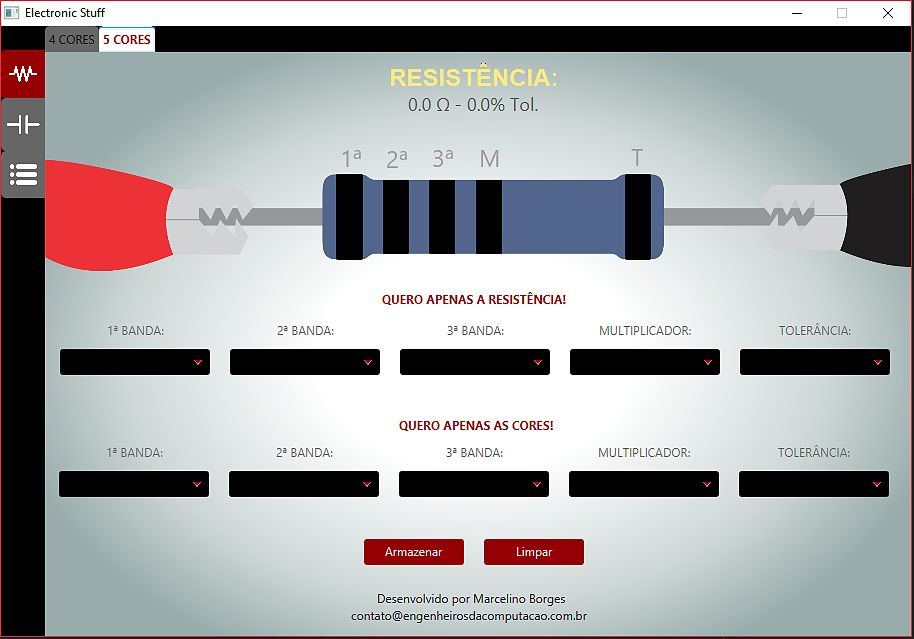 Electronic Stuff
4 CORES 5 CORES
RESISTÊNCIA:
0.0 Ω - 0.0% Tol.
1ª 2ª 3ª M T
QUERO APENAS A RESISTÊNCIA!
1ª BANDA: 2ª BANDA: 3ª BANDA: MULTIPLICADOR: TOLERÂNCIA:
QUERO APENAS AS CORES!
1ª BANDA: 2ª BANDA: 3ª BANDA: MULTIPLICADOR: TOLERÂNCIA:
Armazenar Limpar
Desenvolvido por Marcelino Borges
contato@engenheirosdacomputacao.com.br